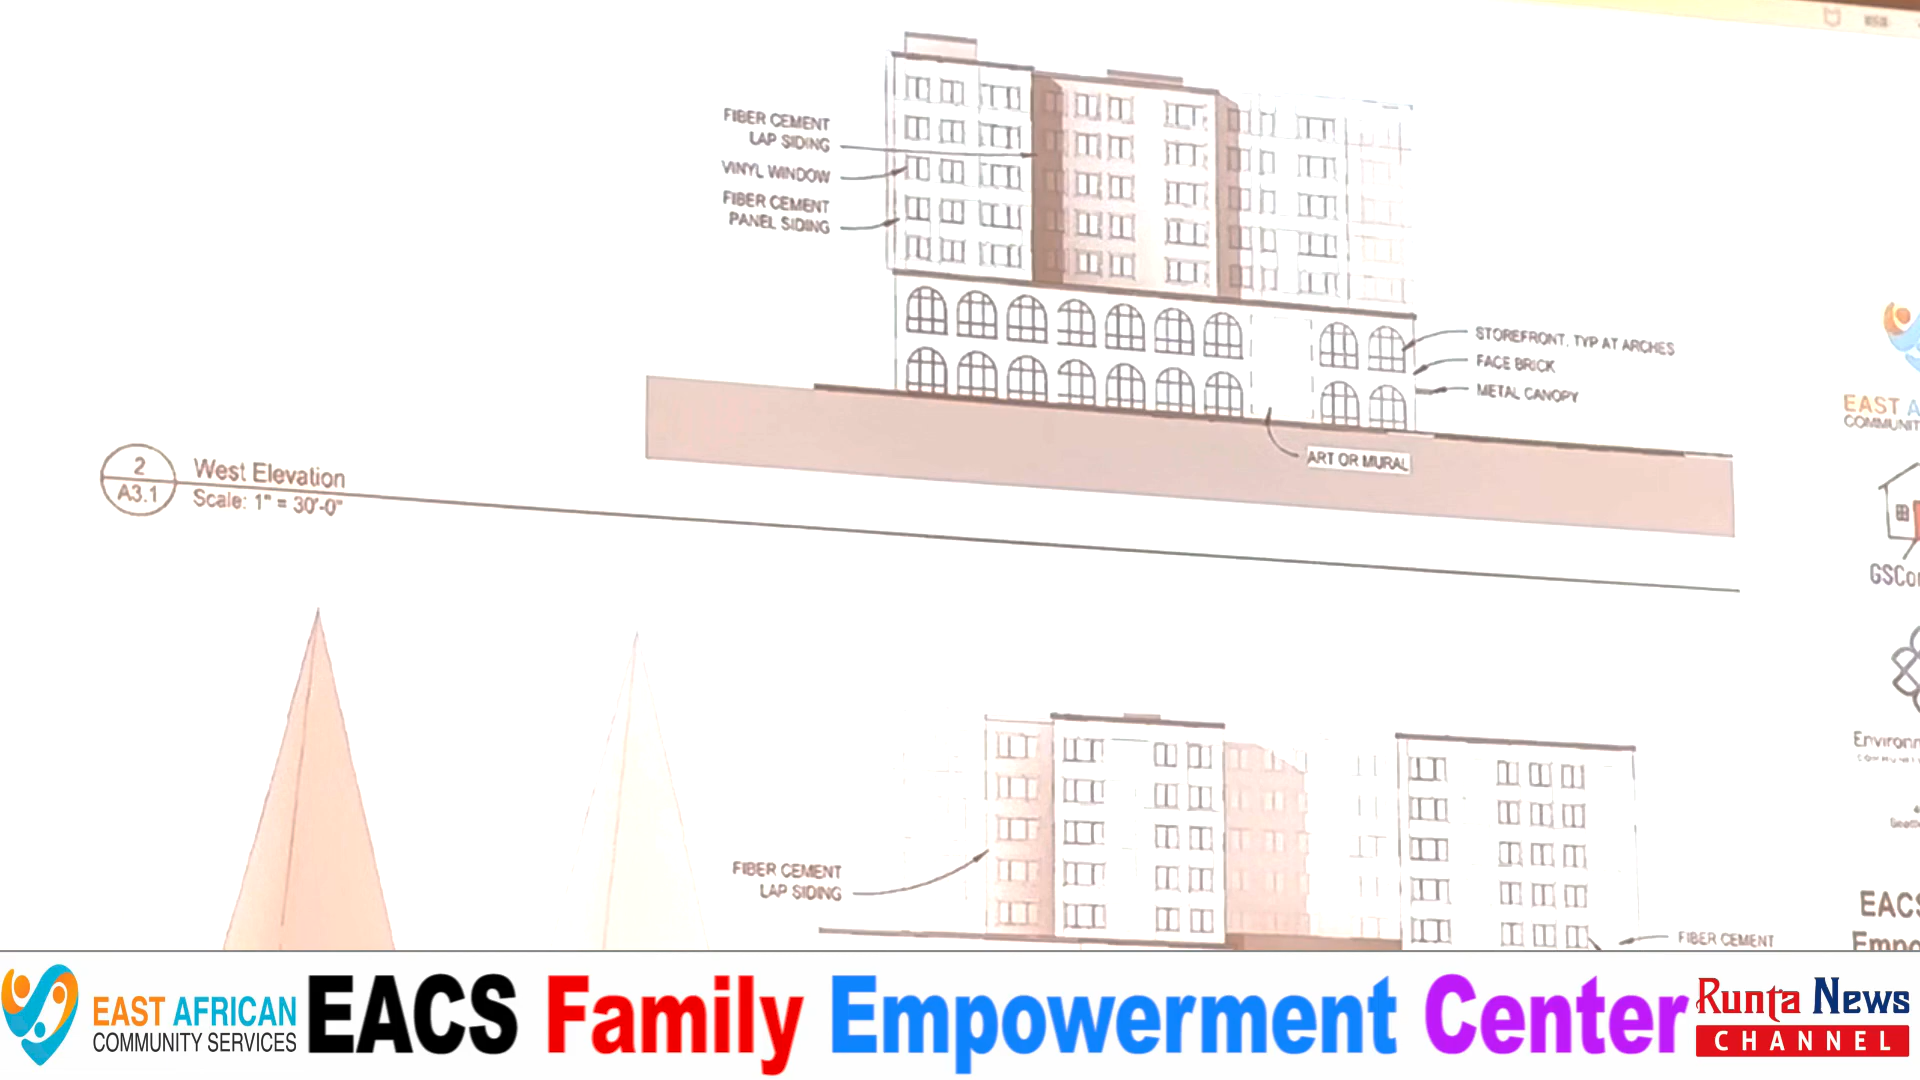 FIBER CEMENT
LAP SIDING
VINYL WINDOW
FIBER CEMENT
PANEL SIDING
STOREFRONT, TYP AT ARCHES
FACE BRICK
METAL CANOPY
ART OR MURAL
2
A3.1
West Elevation
Scale: 1" = 30'-0"
EAST A
COMMUNIT
GSCo
Environ
FIBER CEMENT
LAP SIDING
FIBER CEMENT
EACS
Empo
EAST AFRICAN
COMMUNITY SERVICES
EACS Family Empowerment Center
Runta News
CHANNEL